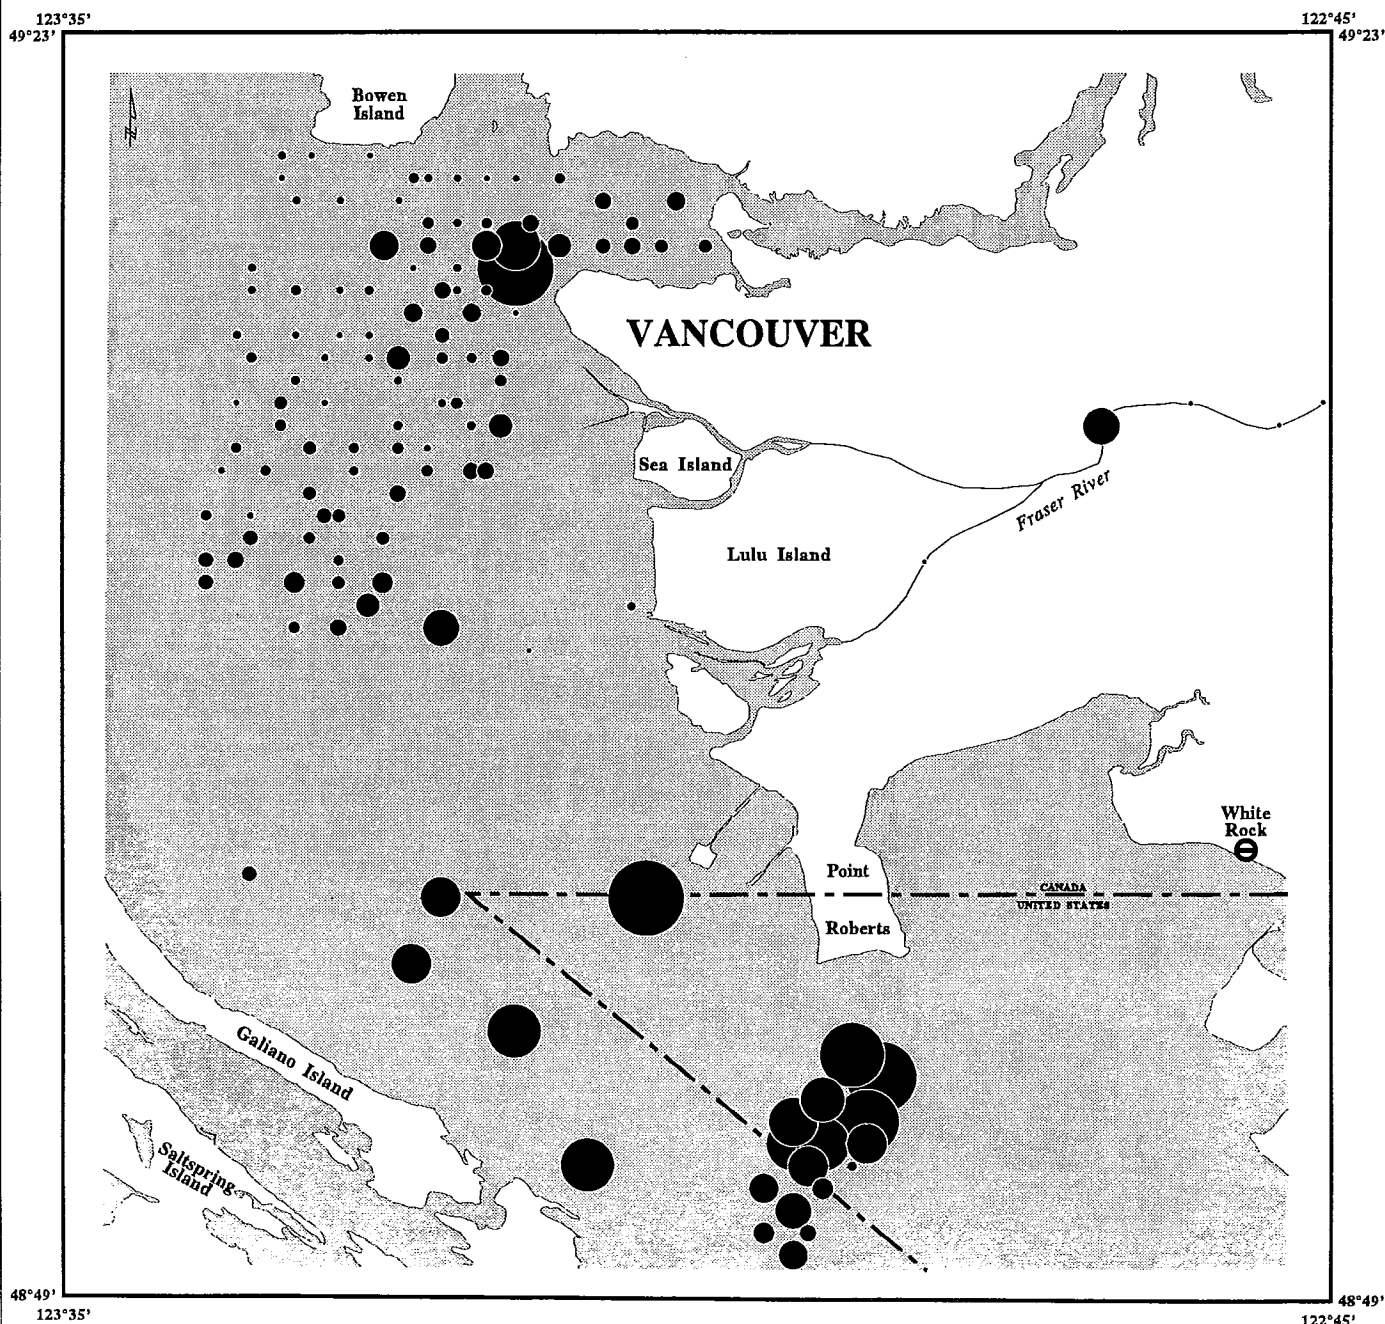 123°35'
122°45'
49°23'
49°23'
Bowen
Island
VANCOUVER
Sea Island
Fraser River
Lulu Island
White
Rock
Point
CANADA
UNITED STATES
Roberts
Galiano Island
Saltspring
Island
48°49'
48°49'
123°35'
122°45'